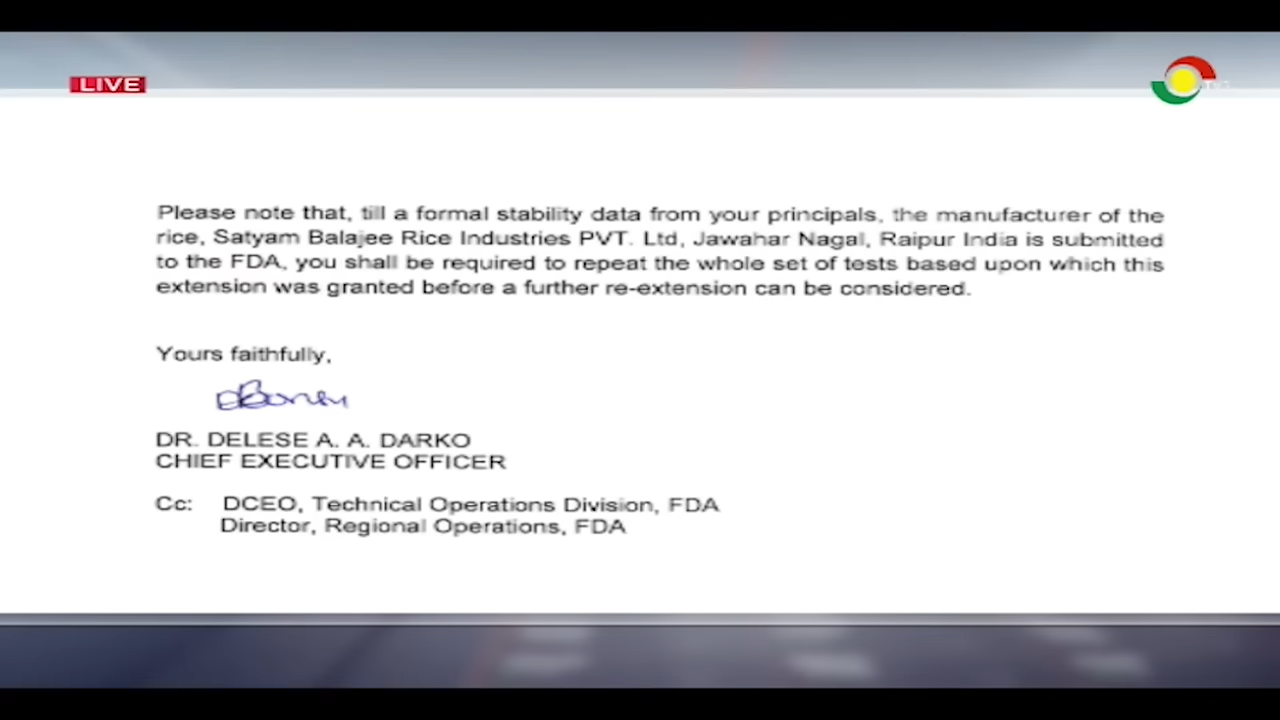 LIVE
Please note that, till a formal stability data from your principals, the manufacturer of the
rice, Satyam Balajee Rice Industries PVT. Ltd, Jawahar Nagal, Raipur India is submitted
to the FDA, you shall be required to repeat the whole set of tests based upon which this
extension was granted before a further re-extension can be considered.
Yours faithfully,
DR. DELESE A. A. DARKO
CHIEF EXECUTIVE OFFICER
Cc: DCEO, Technical Operations Division, FDA
Director, Regional Operations, FDA